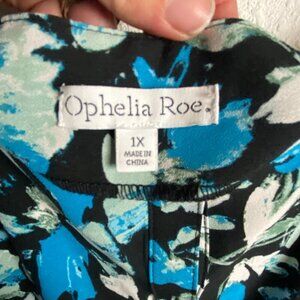 Ophelia Roe.
1X
MADE IN
CHINA